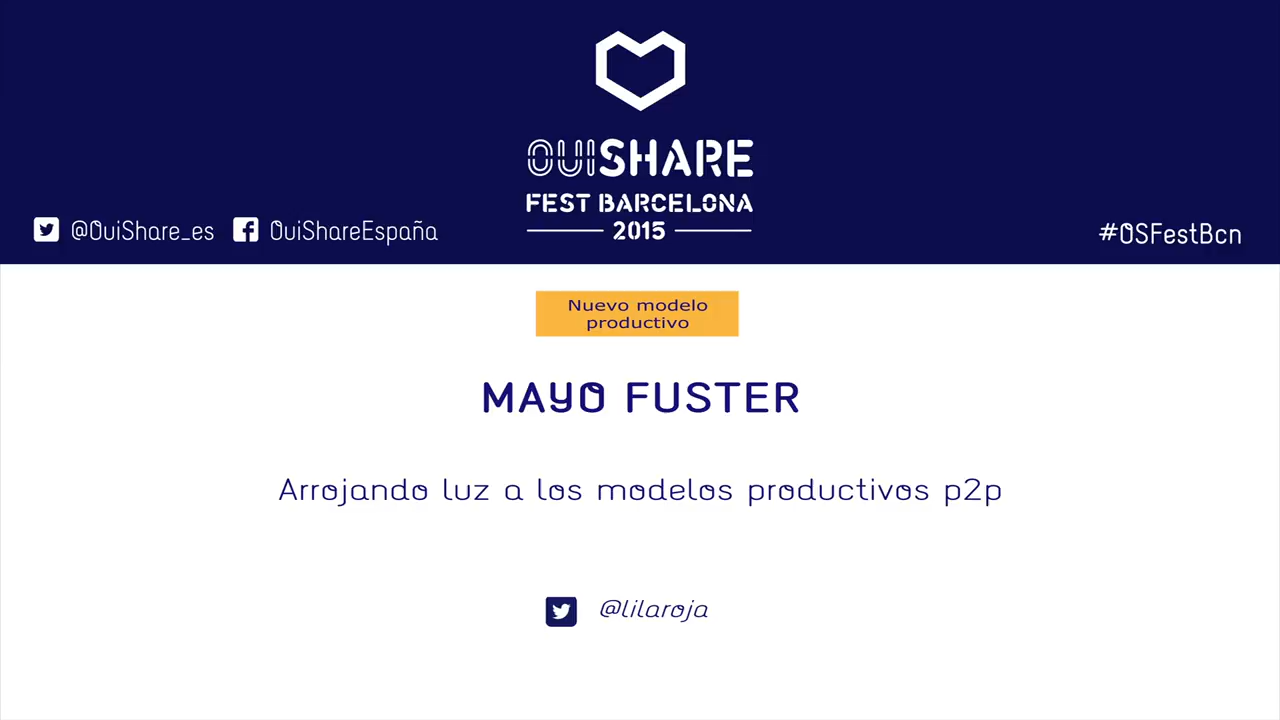 OUISHARE
FEST BARCELONA
2015
@OuiShare_es OuiShareEspaña
#OSFestBcn
Nuevo modelo
productivo
MAYO FUSTER
Arrojando luz a los modelos productivos p2p
@lilaroja